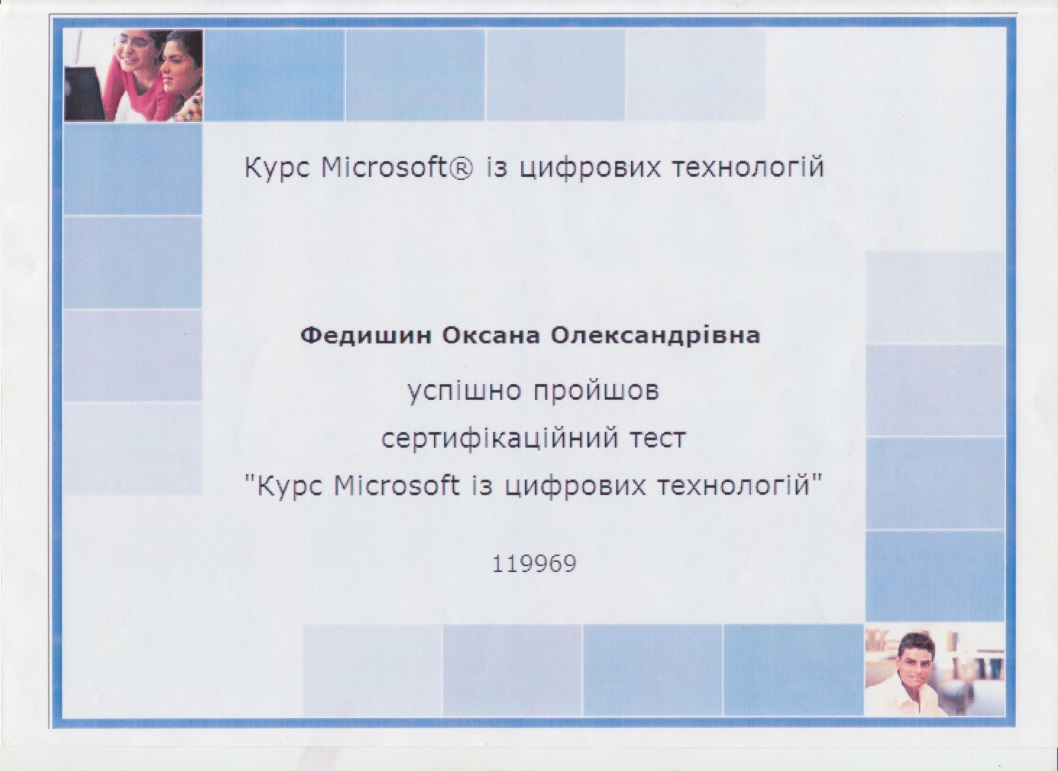 Курс Microsoft® із цифрових технологій
Федишин Оксана Олександрівна
успішно пройшов
сертифікаційний тест
"Курс Microsoft із цифрових технологій"
119969